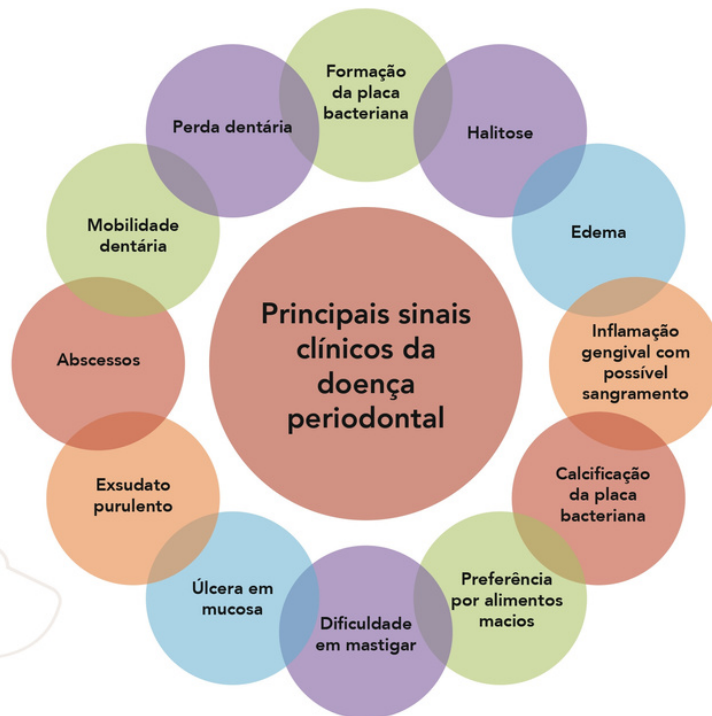 Principais sinais
clínicos da
doença
periodontal
Formação
da placa
bacteriana
Halitose
Edema
Inflamação
gengival com
possível
sangramento
Calcificação
da placa
bacteriana
Preferência
por alimentos
macios
Dificuldade
em mastigar
Úlcera em
mucosa
Exsudato
purulento
Abscessos
Mobilidade
dentária
Perda dentária